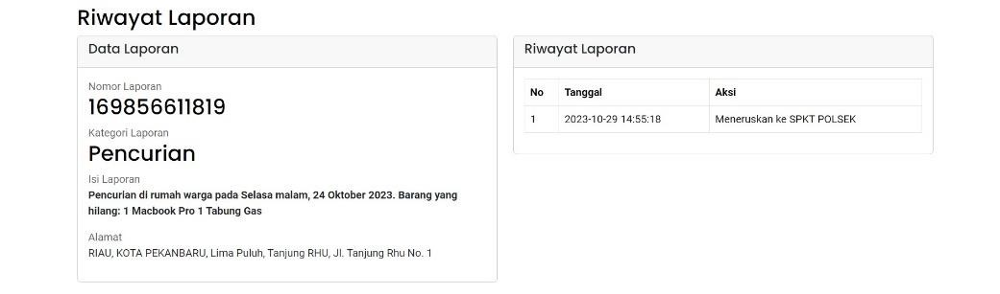 Riwayat Laporan
Data Laporan
Nomor Laporan
169856611819
Kategori Laporan
Pencurian
Isi Laporan
Pencurian di rumah warga pada Selasa malam, 24 Oktober 2023. Barang yang
hilang: 1 Macbook Pro 1 Tabung Gas
Alamat
RIAU, KOTA PEKANBARU, Lima Puluh, Tanjung RHU, Jl. Tanjung Rhu No. 1
Riwayat Laporan
No Tanggal Aksi
1 2023-10-29 14:55:18 Meneruskan ke SPKT POLSEK